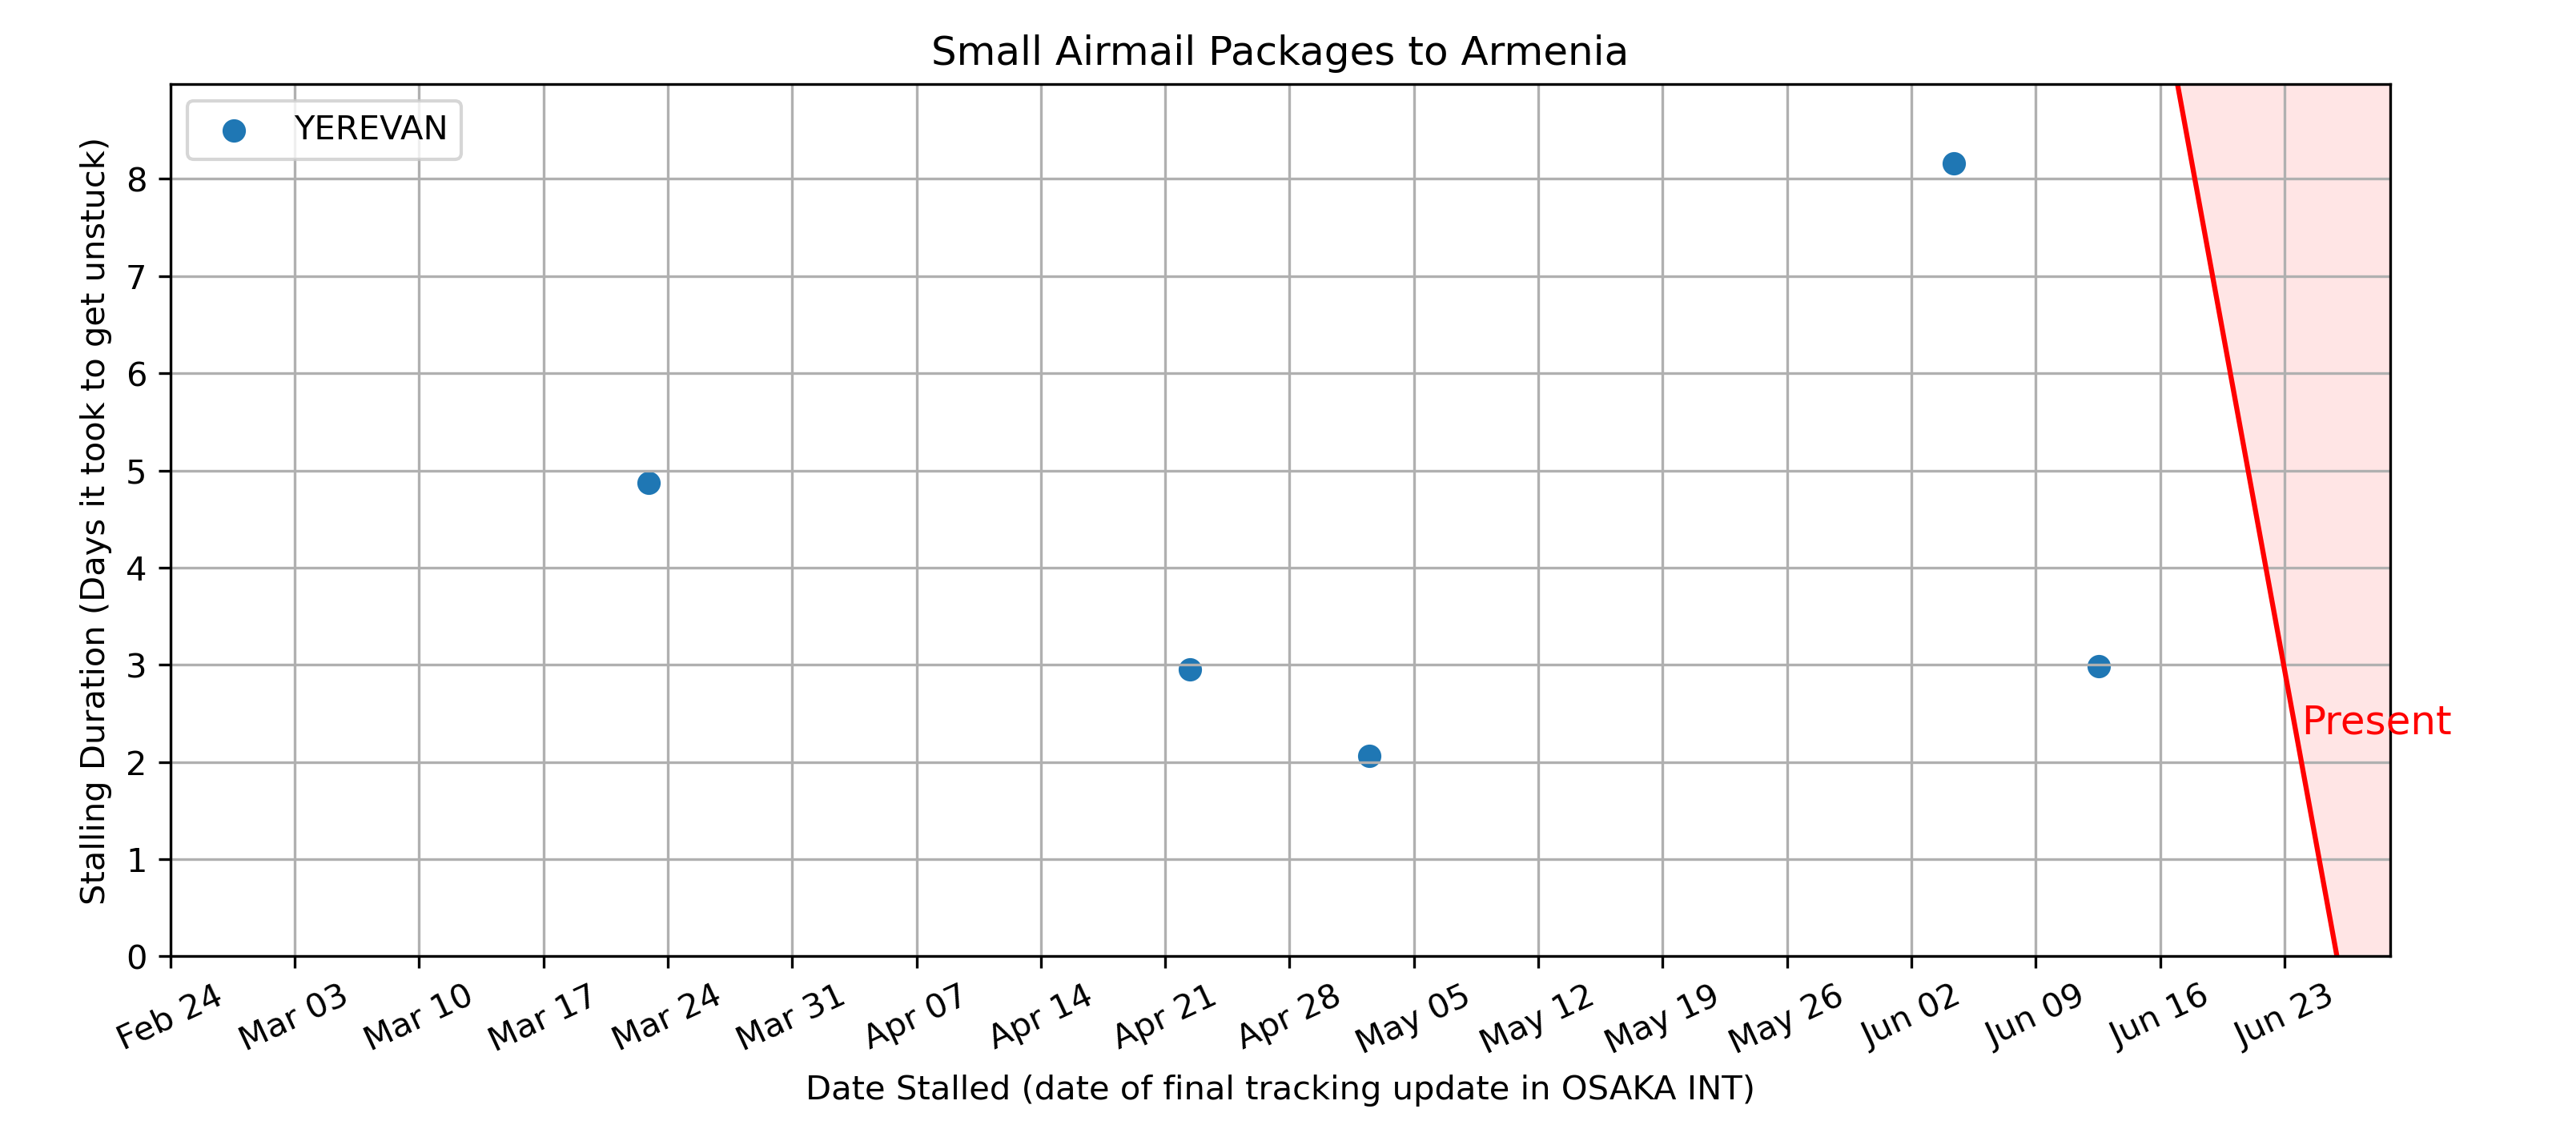 Small Airmail Packages to Armenia
YEREVAN
Stalling Duration (Days it took to get unstuck)
8
7
6
5
4
3
2
1
0
Present
Feb 24 Mar 03 Mar 10 Mar 17 Mar 24 Mar 31 Apr 07 Apr 14 Apr 21 Apr 28 May 05 May 12 May 19 May 26 Jun 02 Jun 09 Jun 16 Jun 23
Date Stalled (date of final tracking update in OSAKA INT)